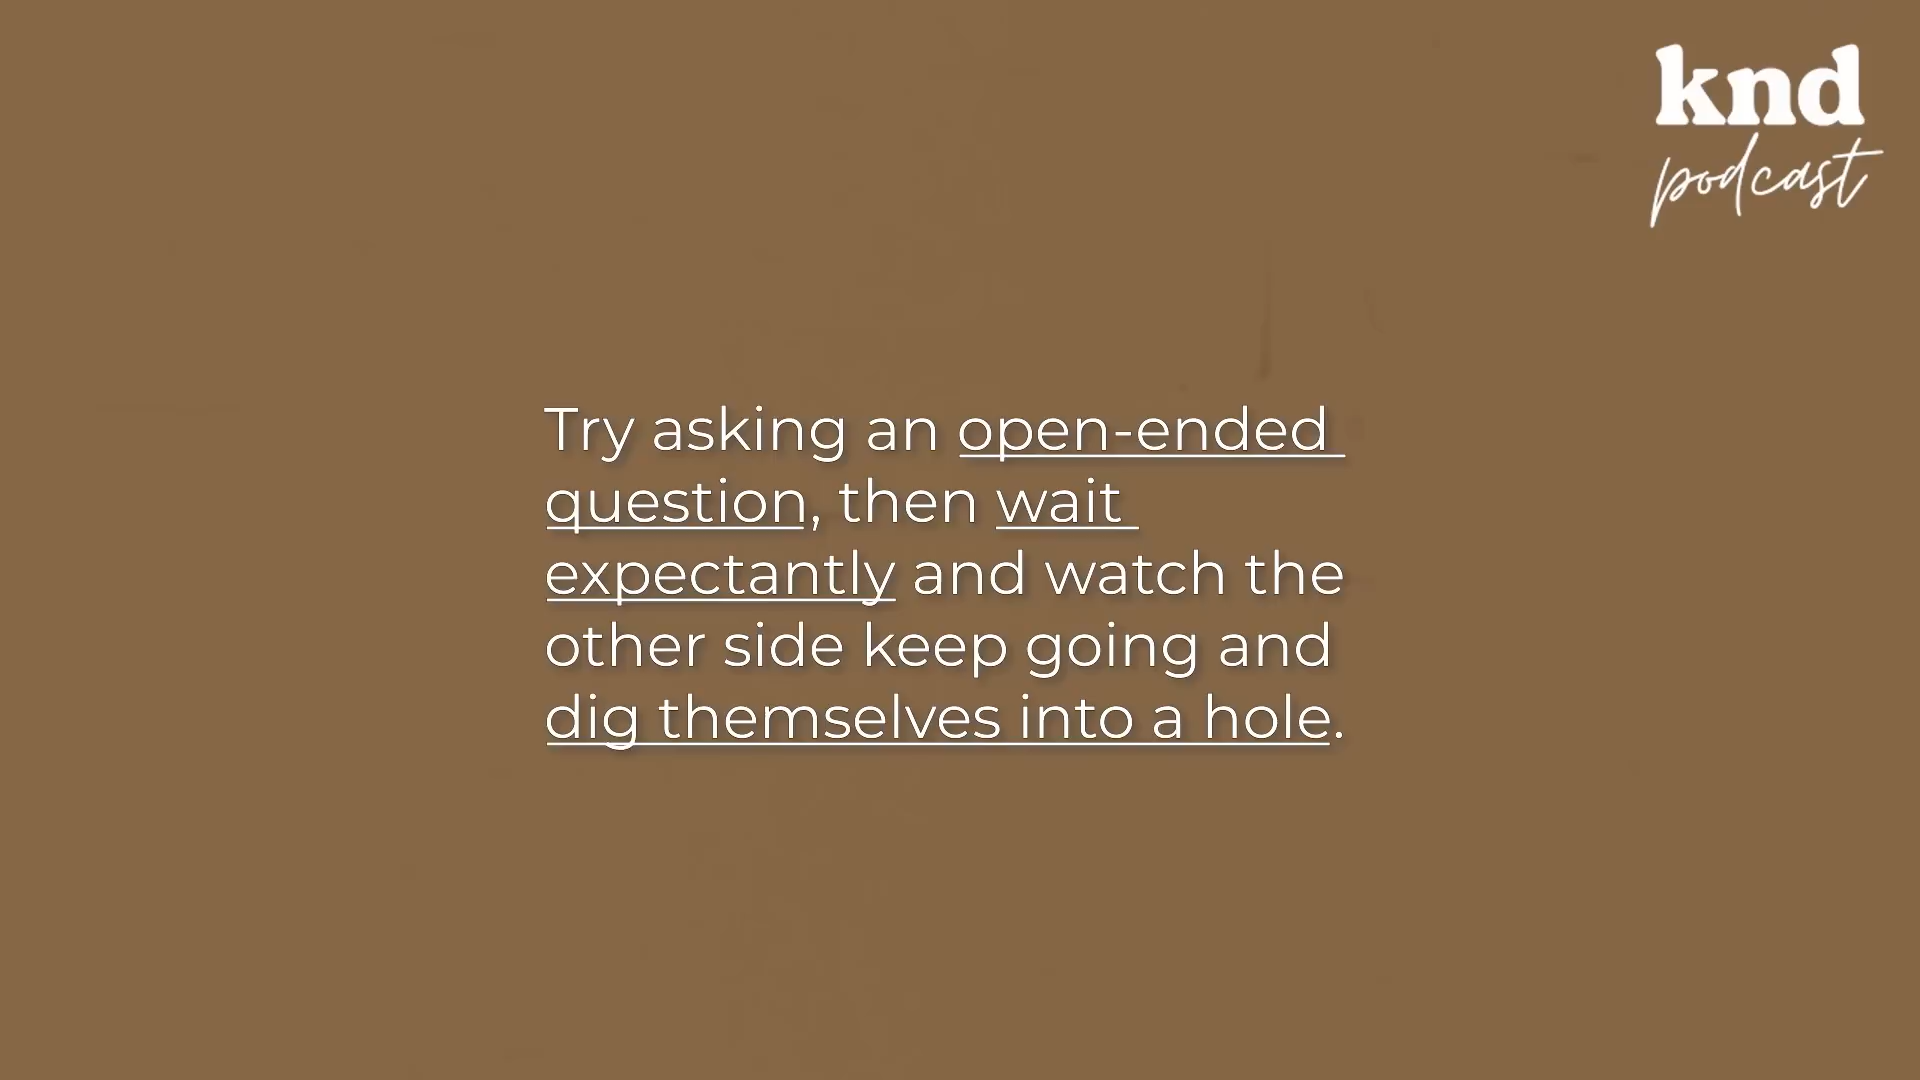 knd
podcast
Try asking an open-ended
question, then wait
expectantly and watch the
other side keep going and
dig themselves into a hole.